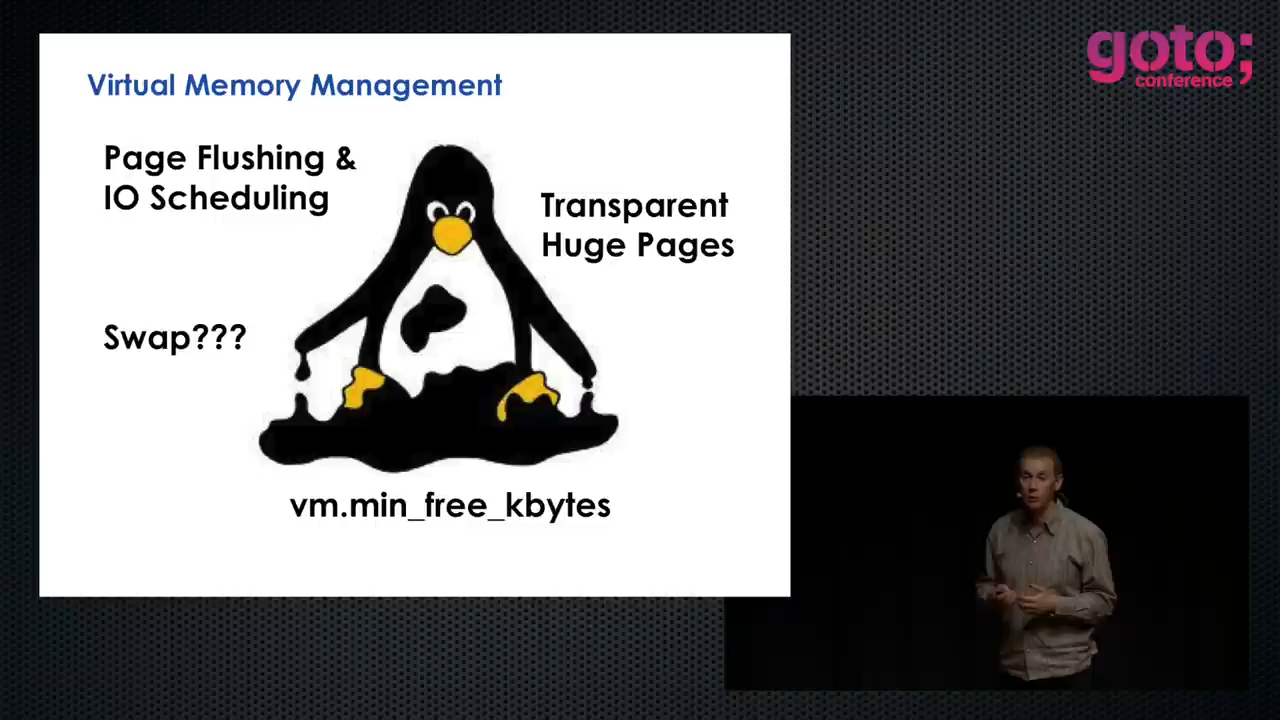 goto;
conference
Virtual Memory Management
Page Flushing &
IO Scheduling
Transparent
Huge Pages
Swap???
vm.min_free_kbytes